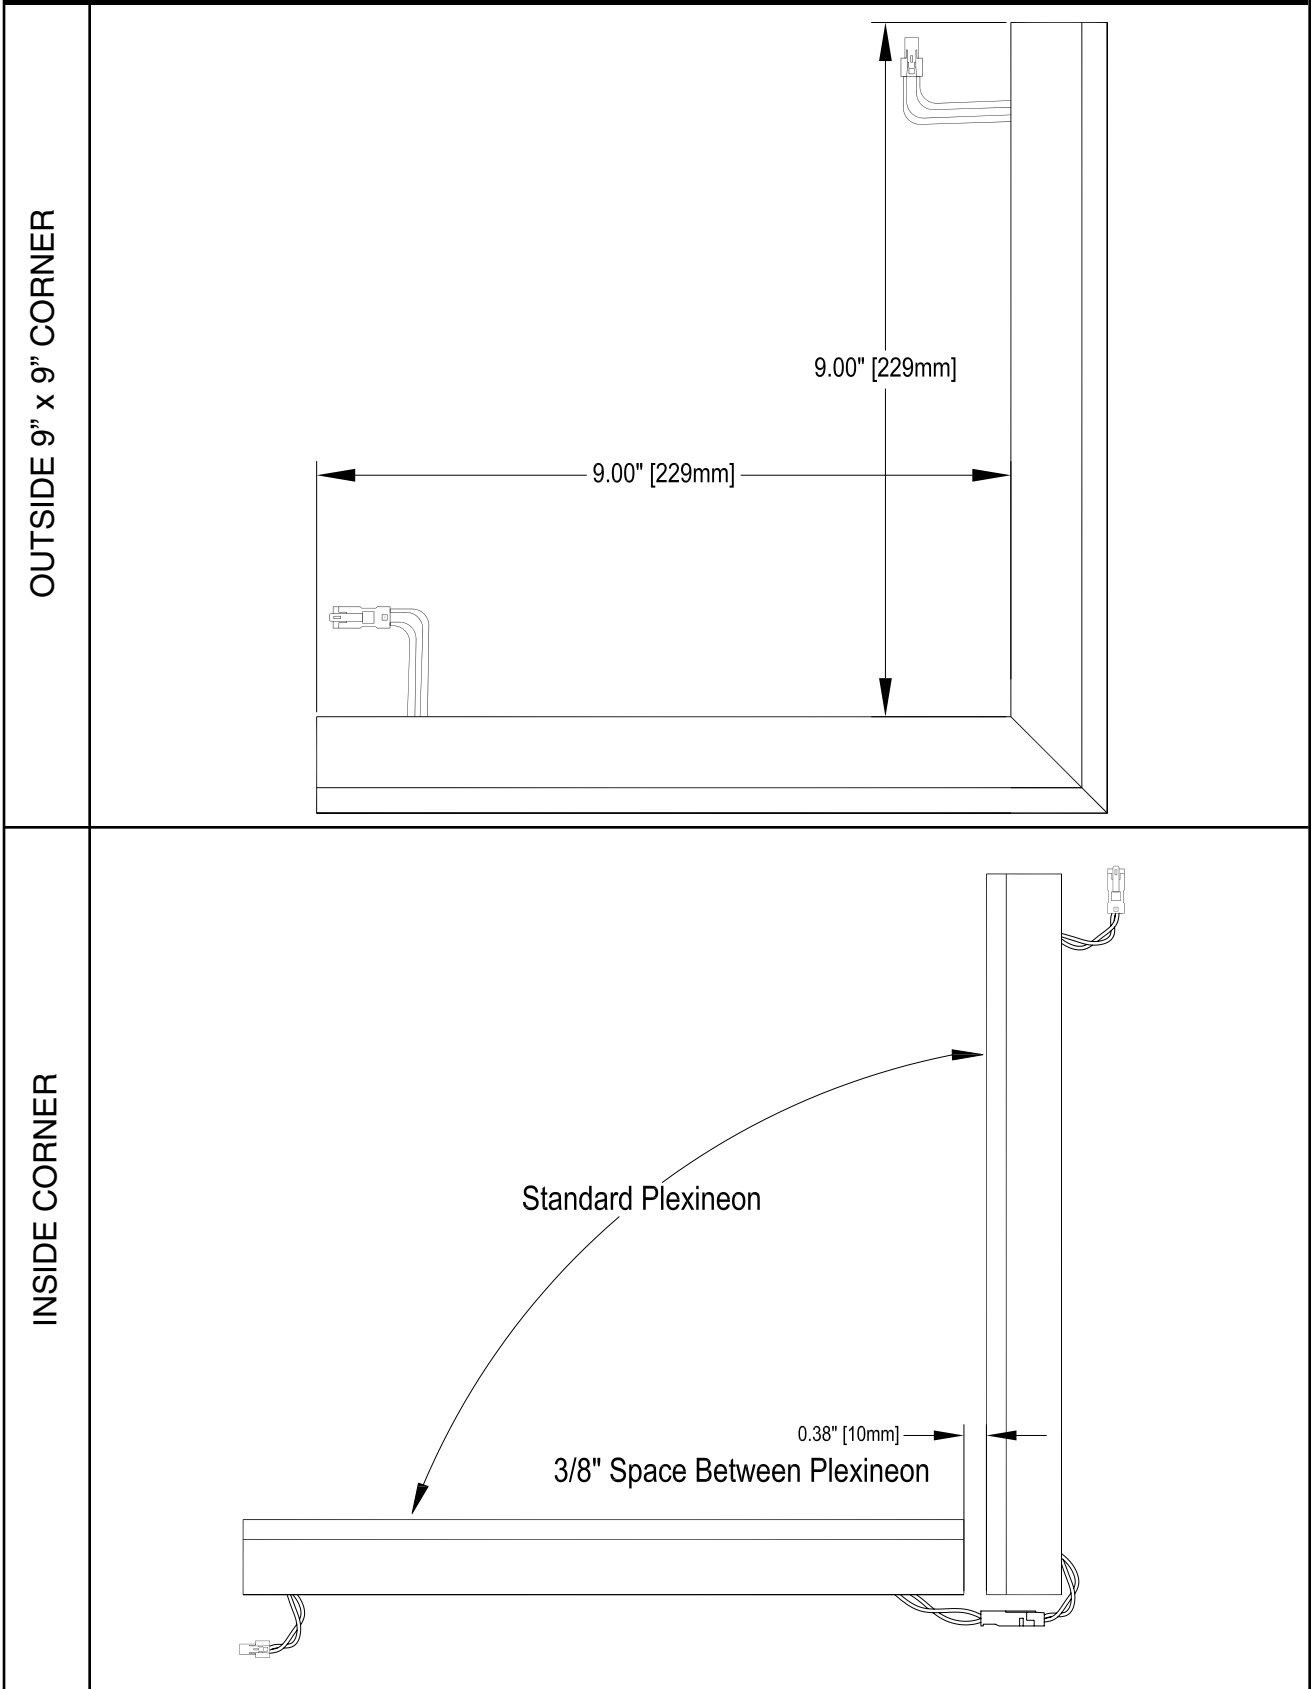 OUTSIDE 9” x 9” CORNER
9.00" [229mm]
9.00" [229mm]
INSIDE CORNER
Standard Plexineon
0.38" [10mm]
3/8" Space Between Plexineon